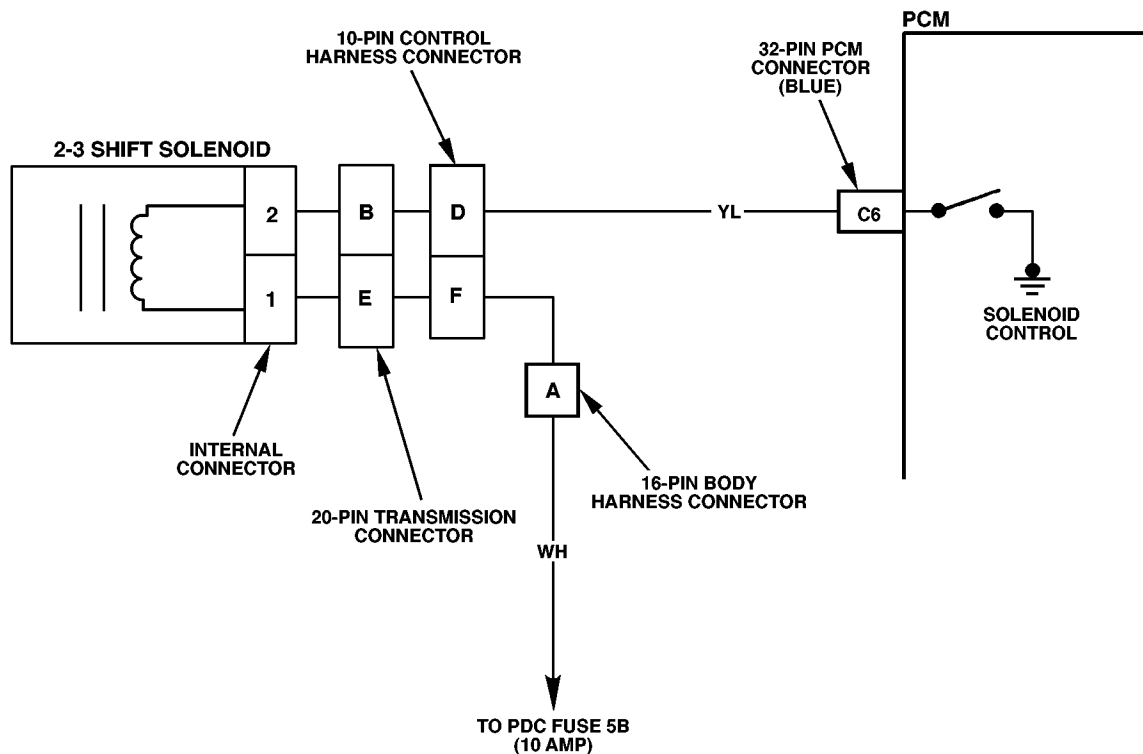 PCM
10-PIN CONTROL
HARNESS CONNECTOR
32-PIN PCM
CONNECTOR
(BLUE)
2-3 SHIFT SOLENOID
2
B
D
YL
C6
1
E
F
SOLENOID
CONTROL
A
INTERNAL
CONNECTOR
16-PIN BODY
HARNESS CONNECTOR
20-PIN TRANSMISSION
CONNECTOR
WH
TO PDC FUSE 5B
(10 AMP)